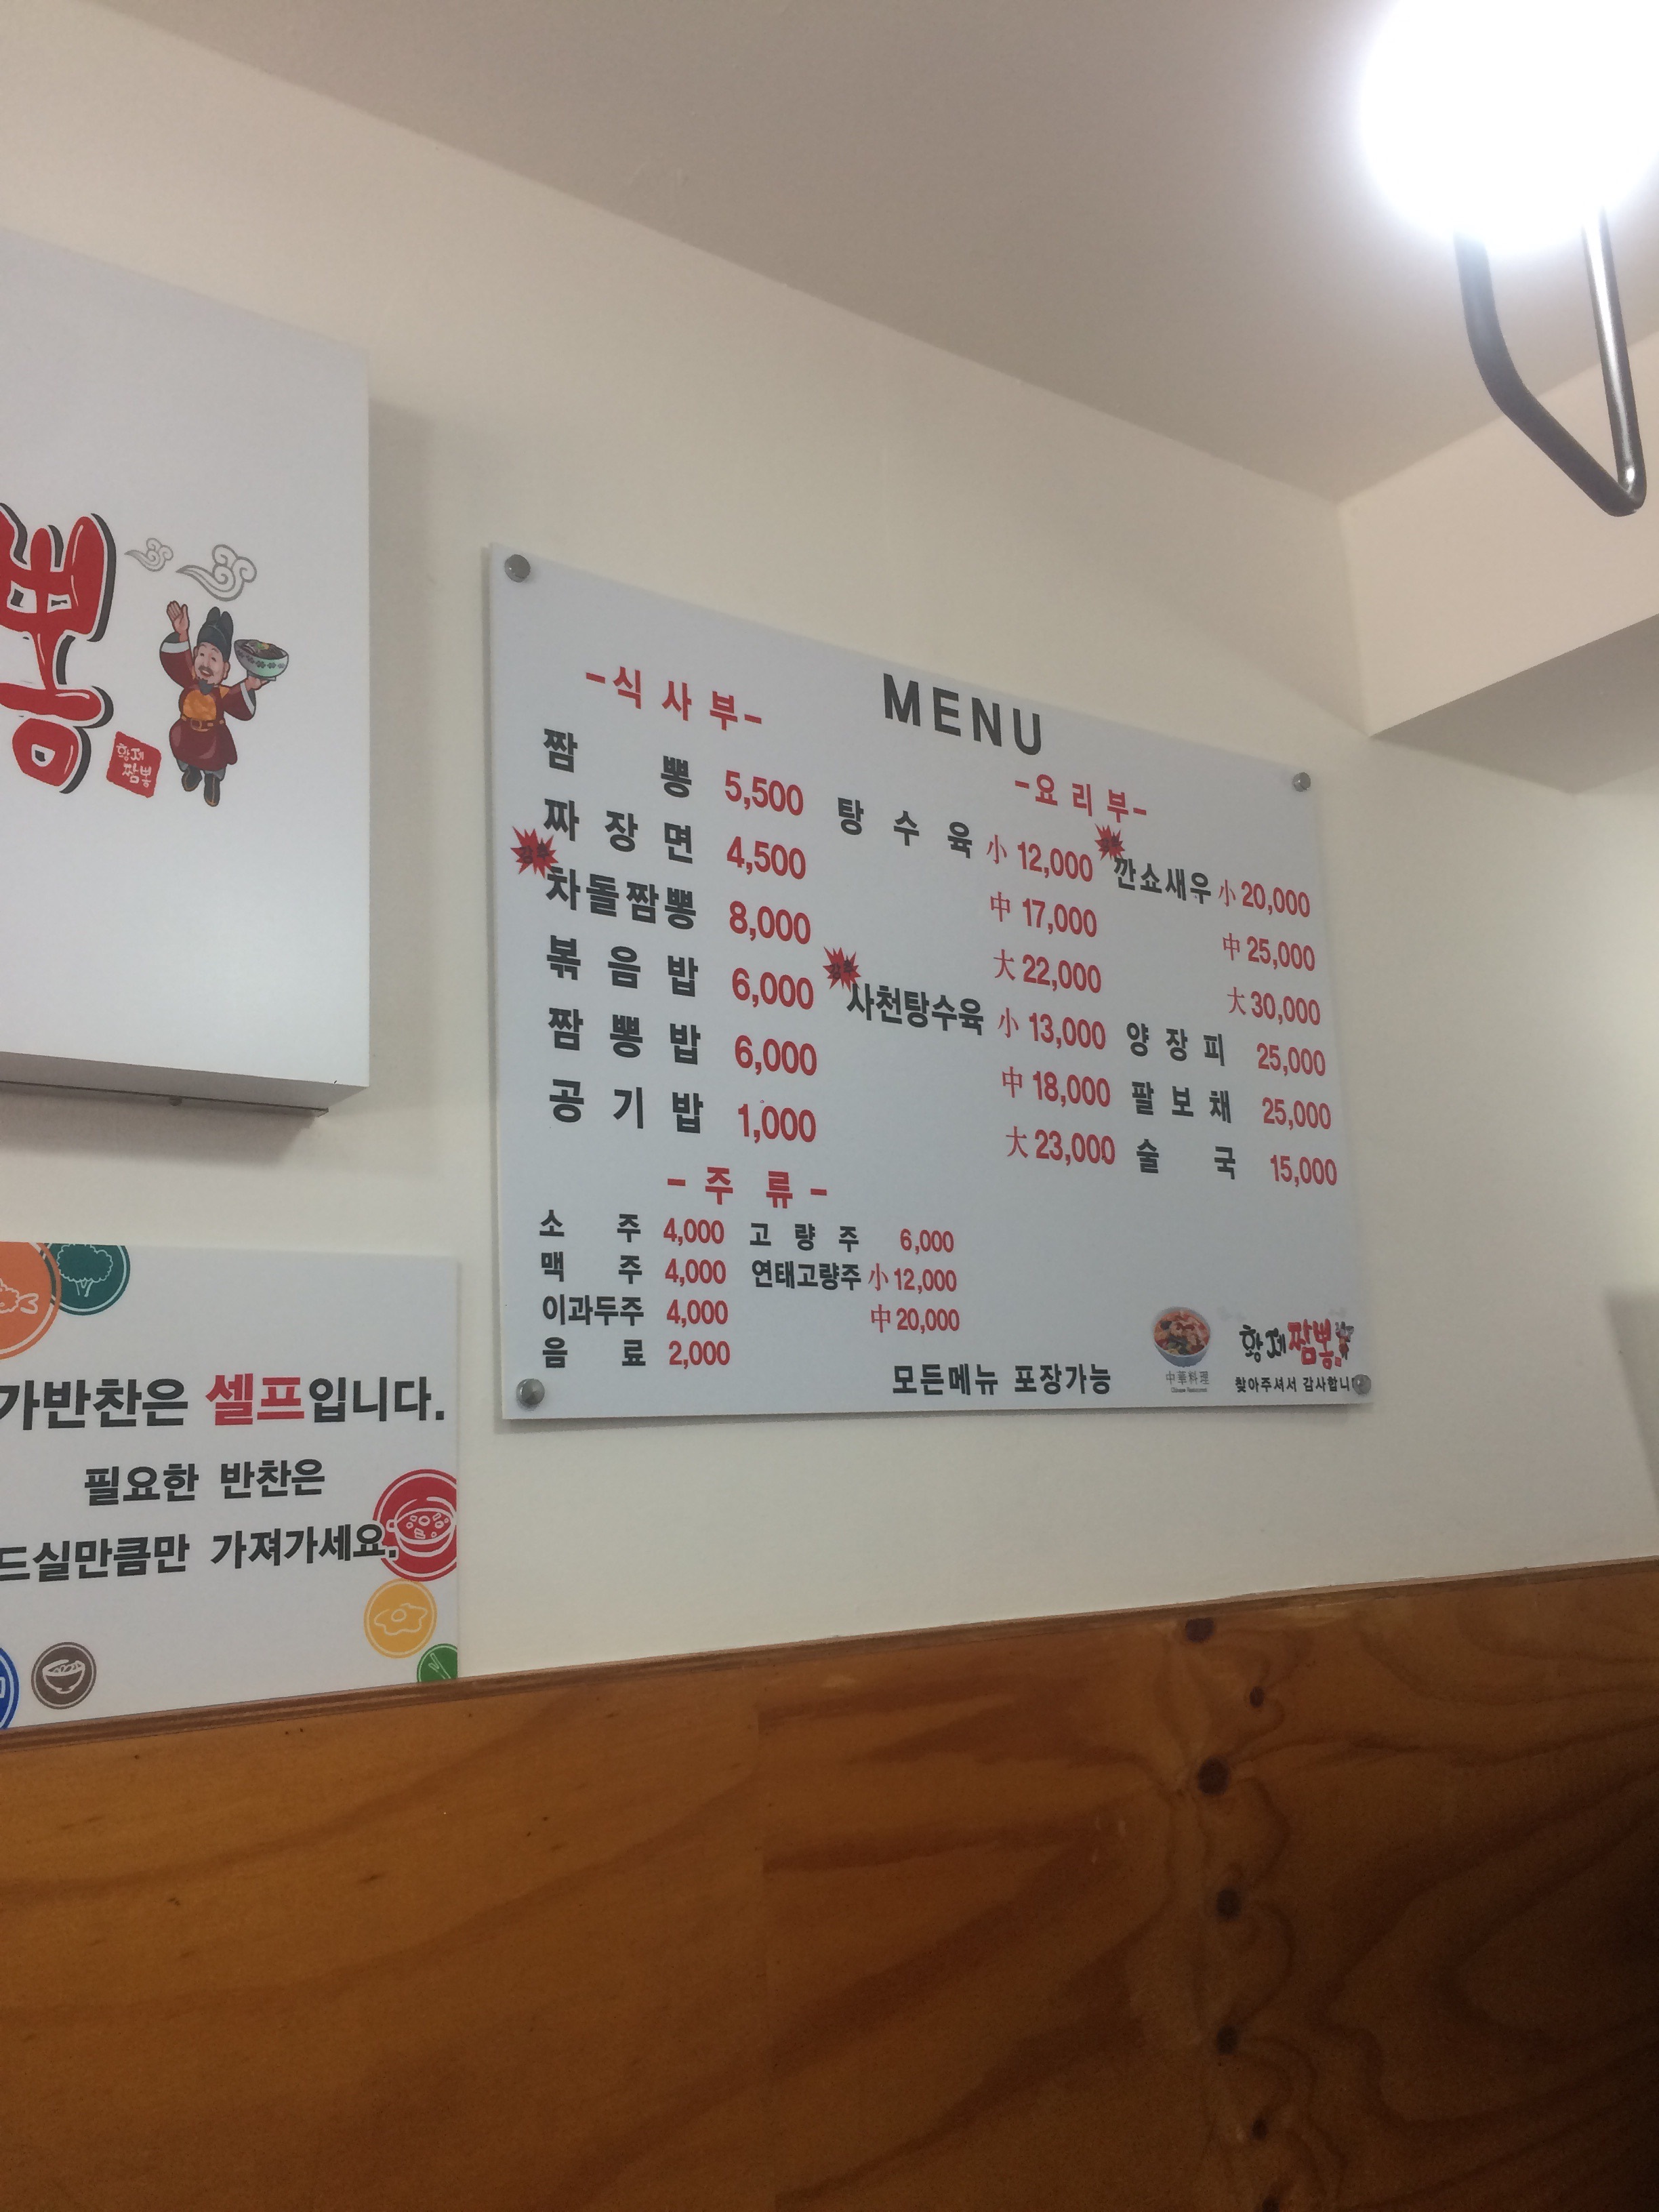 뽕
황제
짬뽕
MENU
-식사부-
짬 뽕 5,500
짜장면 4,500
차돌짬뽕 8,000
볶음밥 6,000
짬뽕밥 6,000
공기밥 1,000
-요리부-
탕수육 小 12,000
中 17,000
大 22,000
사천탕수육 小 13,000
中 18,000
大 23,000
깐쇼새우 小 20,000
中 25,000
大 30,000
양장피 25,000
팔보채 25,000
술 국 15,000
-주류-
소 주 4,000
맥 주 4,000
이과두주 4,000
음 료 2,000
고량주 6,000
연태고량주 小 12,000
中 20,000
모든메뉴 포장가능
中華料理
황제짬뽕
찾아주셔서 감사합니
가반찬은 셀프입니다.
필요한 반찬은
드실만큼만 가져가세요.